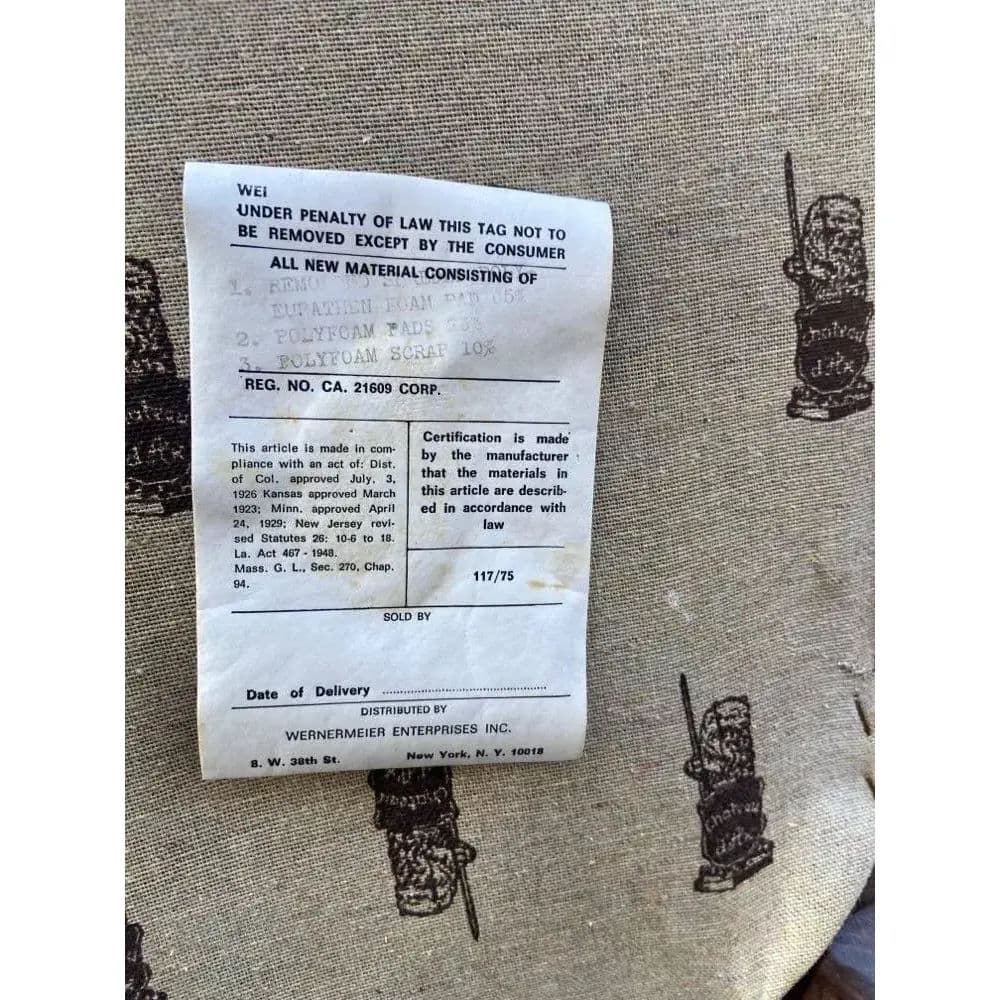 WEI
UNDER PENALTY OF LAW THIS TAG NOT TO
BE REMOVED EXCEPT BY THE CONSUMER
ALL NEW MATERIAL CONSISTING OF
1.
FOAM PAD 65%
2. POLYFOAM PADS
3. POLYFOAM SCRAP 10%
REG. NO. CA. 21609 CORP.
This article is made in com-
pliance with an act of: Dist.
of Col. approved July, 3,
1926 Kansas approved March
1923; Minn. approved April
24, 1929; New Jersey revi-
sed Statutes 26: 10-6 to 18.
La. Act 467 - 1948.
Mass. G. L., Sec. 270, Chap.
94.
Certification is made
by the manufacturer
that the materials in
this article are describ-
ed in accordance with
law
117/75
SOLD BY
Date of Delivery
DISTRIBUTED BY
WERNERMEIER ENTERPRISES INC.
8. W. 38th St. New York, N. Y. 10018